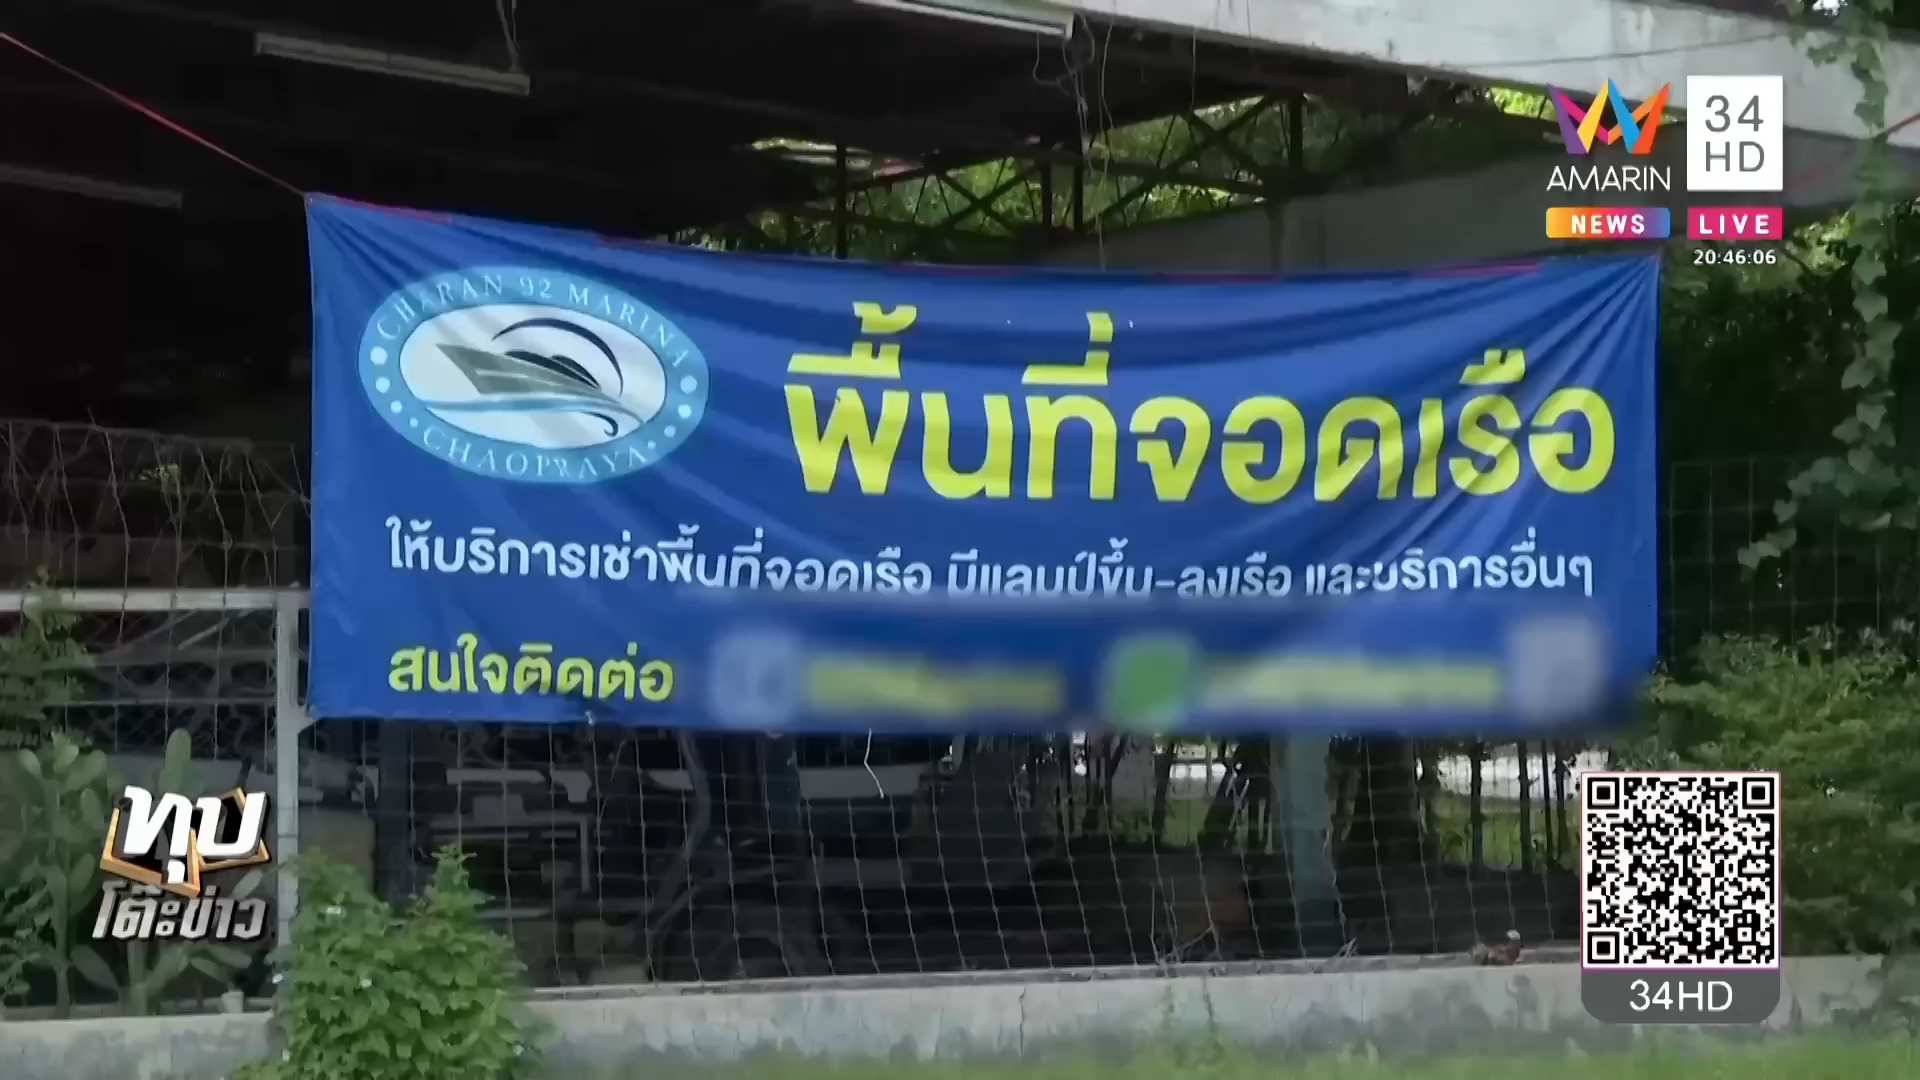 AMARIN
34
HD
NEWS
LIVE
20:46:06
CHARAN 92 MARINA
CHAOPRAYA
พื้นที่จอดเรือ
ให้บริการเช่าพื้นที่จอดเรือ มีแลมป์ขึ้น-ลงเรือ และบริการอื่นๆ
สนใจติดต่อ
ทุบ
โต๊ะข่าว
34HD